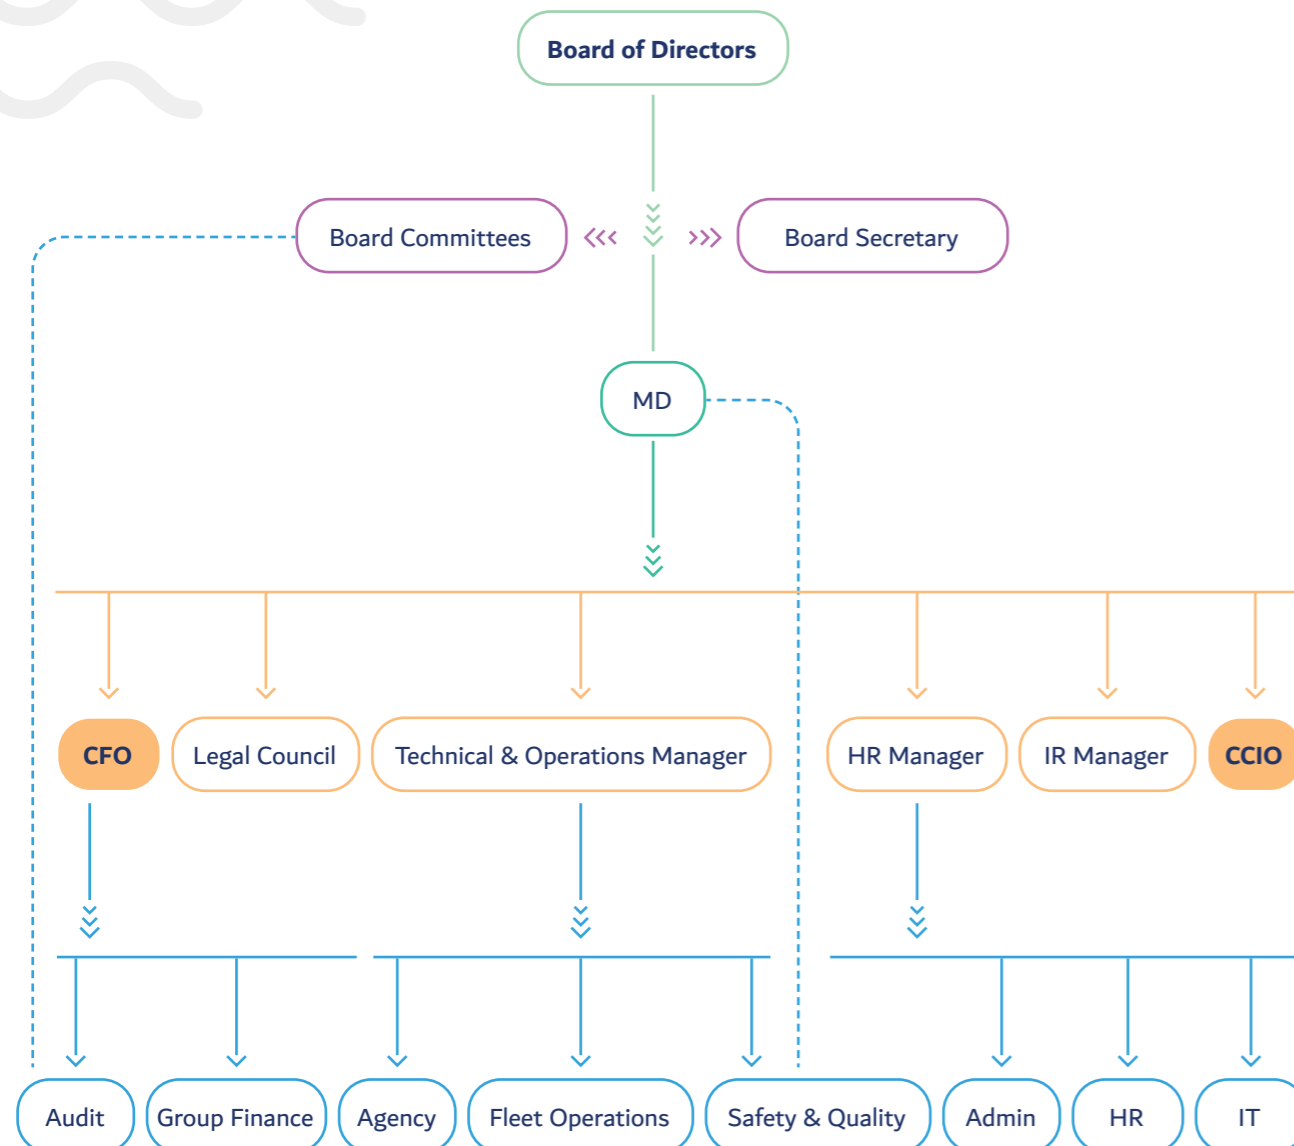 Board of Directors
Board Committees
Board Secretary
MD
CFO
Legal Council
Technical & Operations Manager
HR Manager
IR Manager
CCIO
Audit
Group Finance
Agency
Fleet Operations
Safety & Quality
Admin
HR
IT